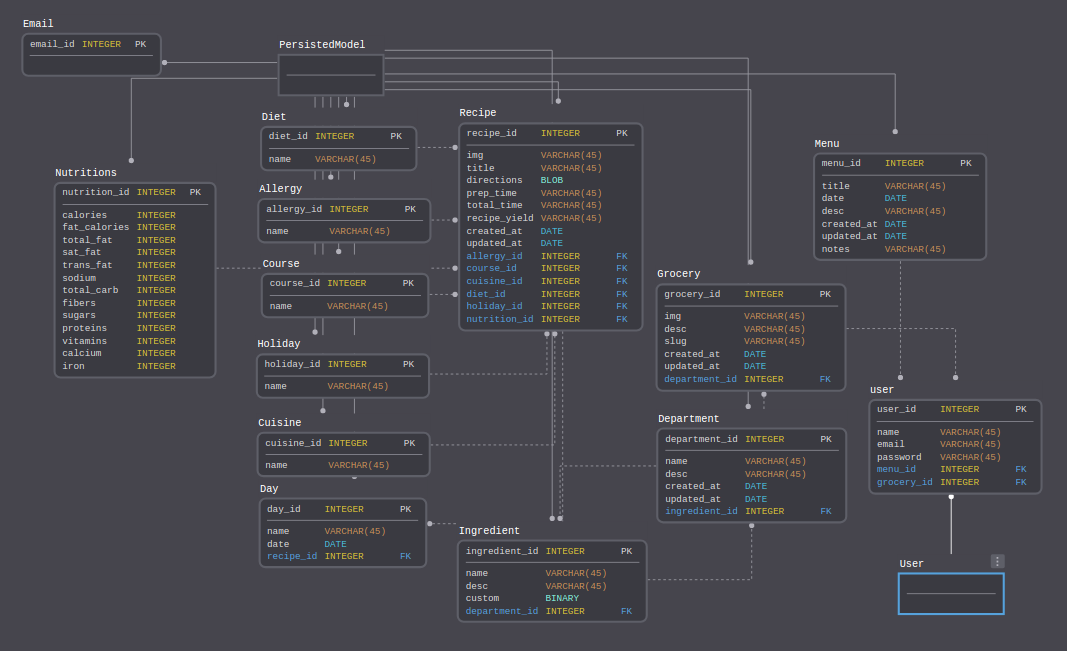 Email
email_id INTEGER PK
PersistedModel
Diet
diet_id INTEGER PK
name VARCHAR(45)
Allergy
allergy_id INTEGER PK
name VARCHAR(45)
Course
course_id INTEGER PK
name VARCHAR(45)
Holiday
holiday_id INTEGER PK
name VARCHAR(45)
Cuisine
cuisine_id INTEGER PK
name VARCHAR(45)
Day
day_id INTEGER PK
name VARCHAR(45)
date DATE
recipe_id INTEGER FK
Nutritions
nutrition_id INTEGER PK
calories INTEGER
fat_calories INTEGER
total_fat INTEGER
sat_fat INTEGER
trans_fat INTEGER
sodium INTEGER
total_carb INTEGER
fibers INTEGER
sugars INTEGER
proteins INTEGER
vitamins INTEGER
calcium INTEGER
iron INTEGER
Recipe
recipe_id INTEGER PK
img VARCHAR(45)
title VARCHAR(45)
directions BLOB
prep_time VARCHAR(45)
total_time VARCHAR(45)
recipe_yield VARCHAR(45)
created_at DATE
updated_at DATE
allergy_id INTEGER FK
course_id INTEGER FK
cuisine_id INTEGER FK
diet_id INTEGER FK
holiday_id INTEGER FK
nutrition_id INTEGER FK
Ingredient
ingredient_id INTEGER PK
name VARCHAR(45)
desc VARCHAR(45)
custom BINARY
department_id INTEGER FK
Grocery
grocery_id INTEGER PK
img VARCHAR(45)
desc VARCHAR(45)
slug VARCHAR(45)
created_at DATE
updated_at DATE
department_id INTEGER FK
Department
department_id INTEGER PK
name VARCHAR(45)
desc VARCHAR(45)
created_at DATE
updated_at DATE
ingredient_id INTEGER FK
Menu
menu_id INTEGER PK
title VARCHAR(45)
date DATE
desc VARCHAR(45)
created_at DATE
updated_at DATE
notes VARCHAR(45)
user
user_id INTEGER PK
name VARCHAR(45)
email VARCHAR(45)
password VARCHAR(45)
menu_id INTEGER FK
grocery_id INTEGER FK
User